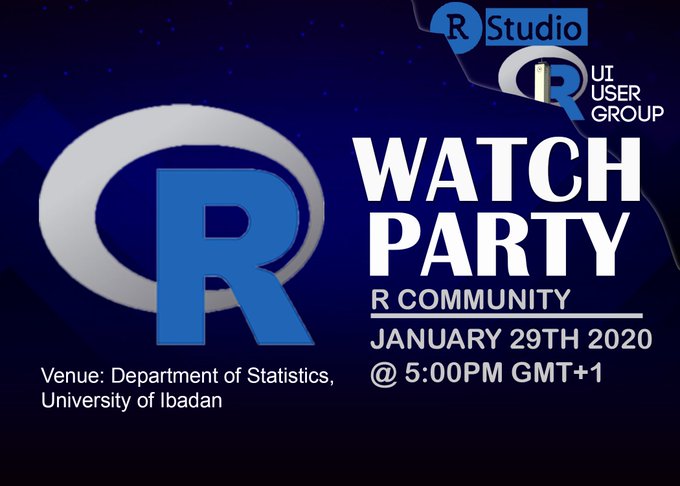 R Studio
R UI
USER
GROUP
R
WATCH
PARTY
R COMMUNITY
JANUARY 29TH 2020
@ 5:00PM GMT+1
Venue: Department of Statistics,
University of Ibadan